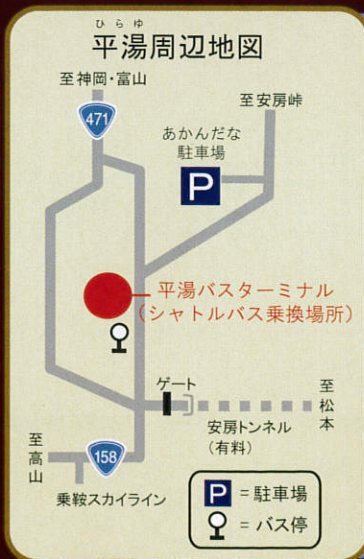 ひらゆ
平湯周辺地図
至神岡・富山
471
至安房峠
あかんだな
駐車場
P
平湯バスターミナル
(シャトルバス乗換場所)
ゲート
至松本
安房トンネル
(有料)
至高山
158
乗鞍スカイライン
P = 駐車場
= バス停